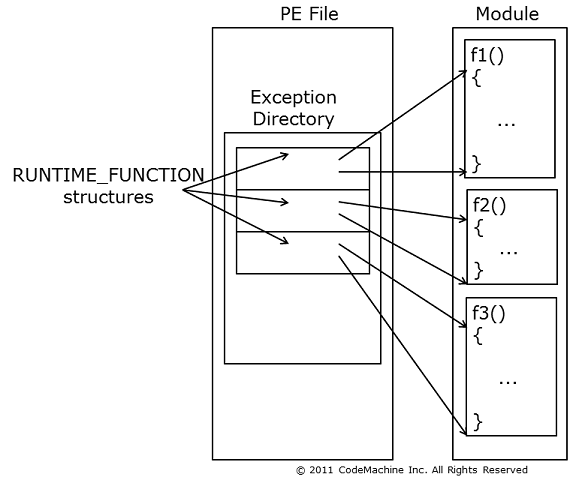 PE File
Module
Exception
Directory
RUNTIME_FUNCTION
structures
f1()
{
...
}
f2()
{
...
}
f3()
{
...
}
© 2011 CodeMachine Inc. All Rights Reserved